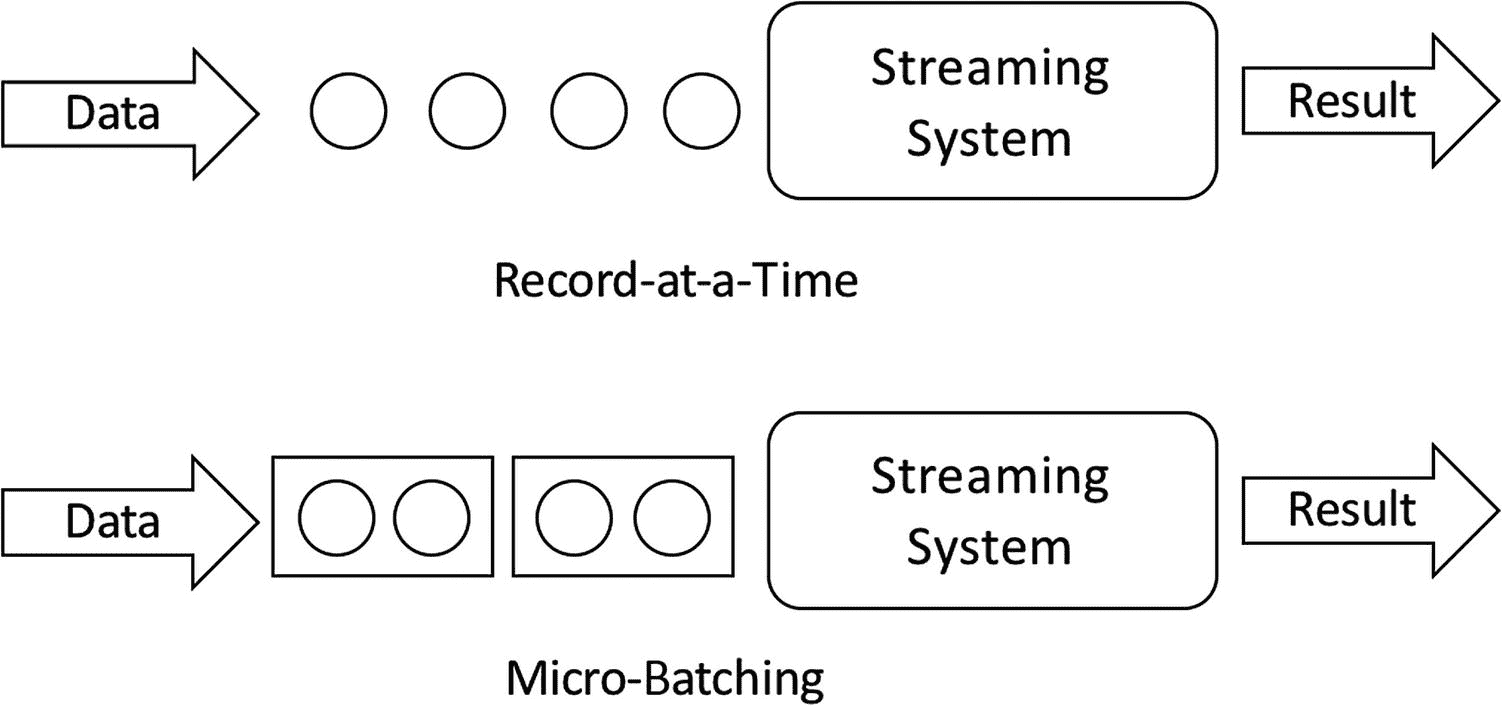 Data
Streaming
System
Result
Record-at-a-Time
Data
Streaming
System
Result
Micro-Batching